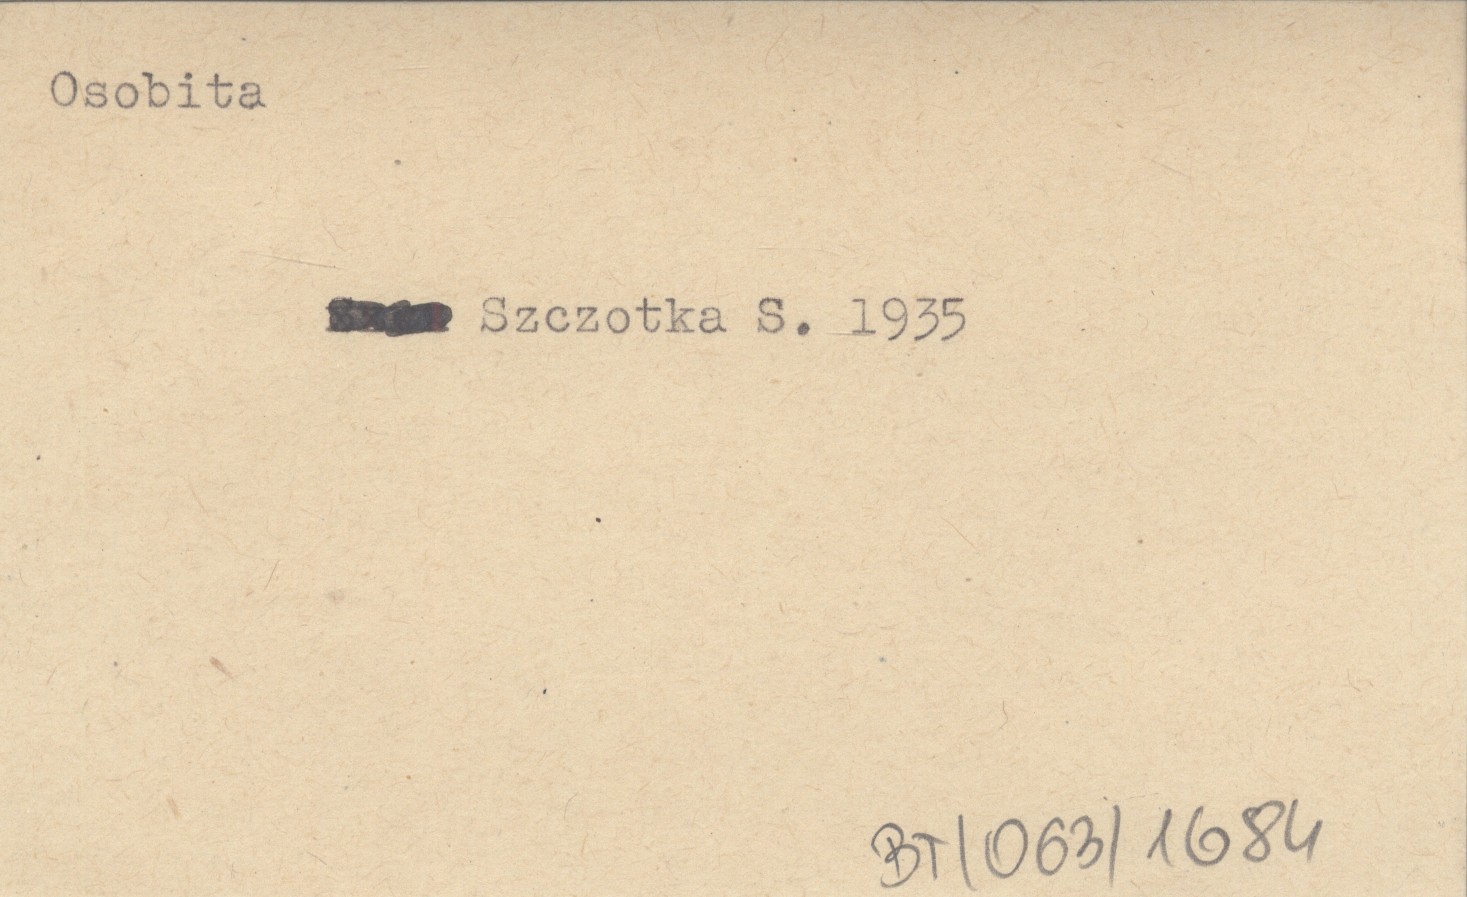 Osobita
Szczotka S. 1935
BT/063/1684